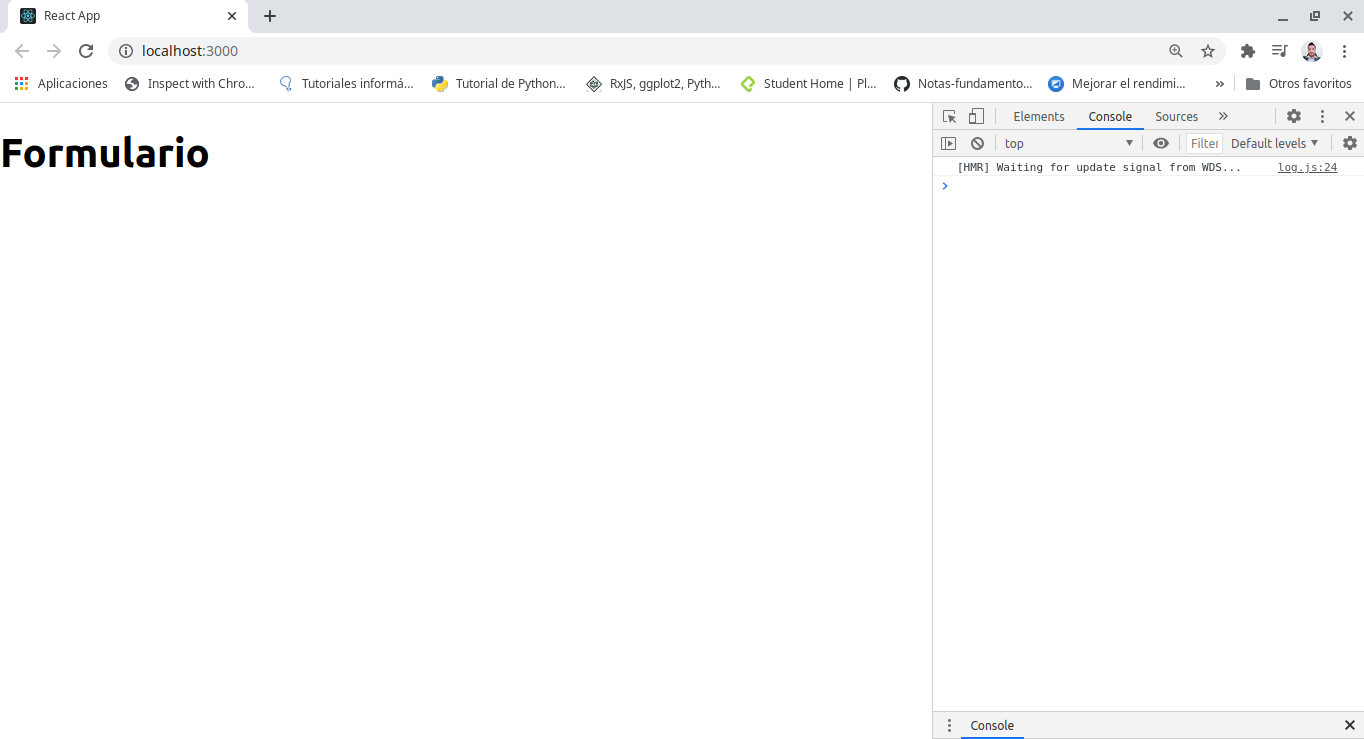 React App
localhost:3000
Aplicaciones Inspect with Chro... Tutoriales informá... Tutorial de Python... RxJS, ggplot2, Pyth... Student Home | Pl... Notas-fundamento... Mejorar el rendimi... » Otros favoritos
Formulario
Elements Console Sources »
top Filter Default levels
[HMR] Waiting for update signal from WDS... log.js:24
>
Console